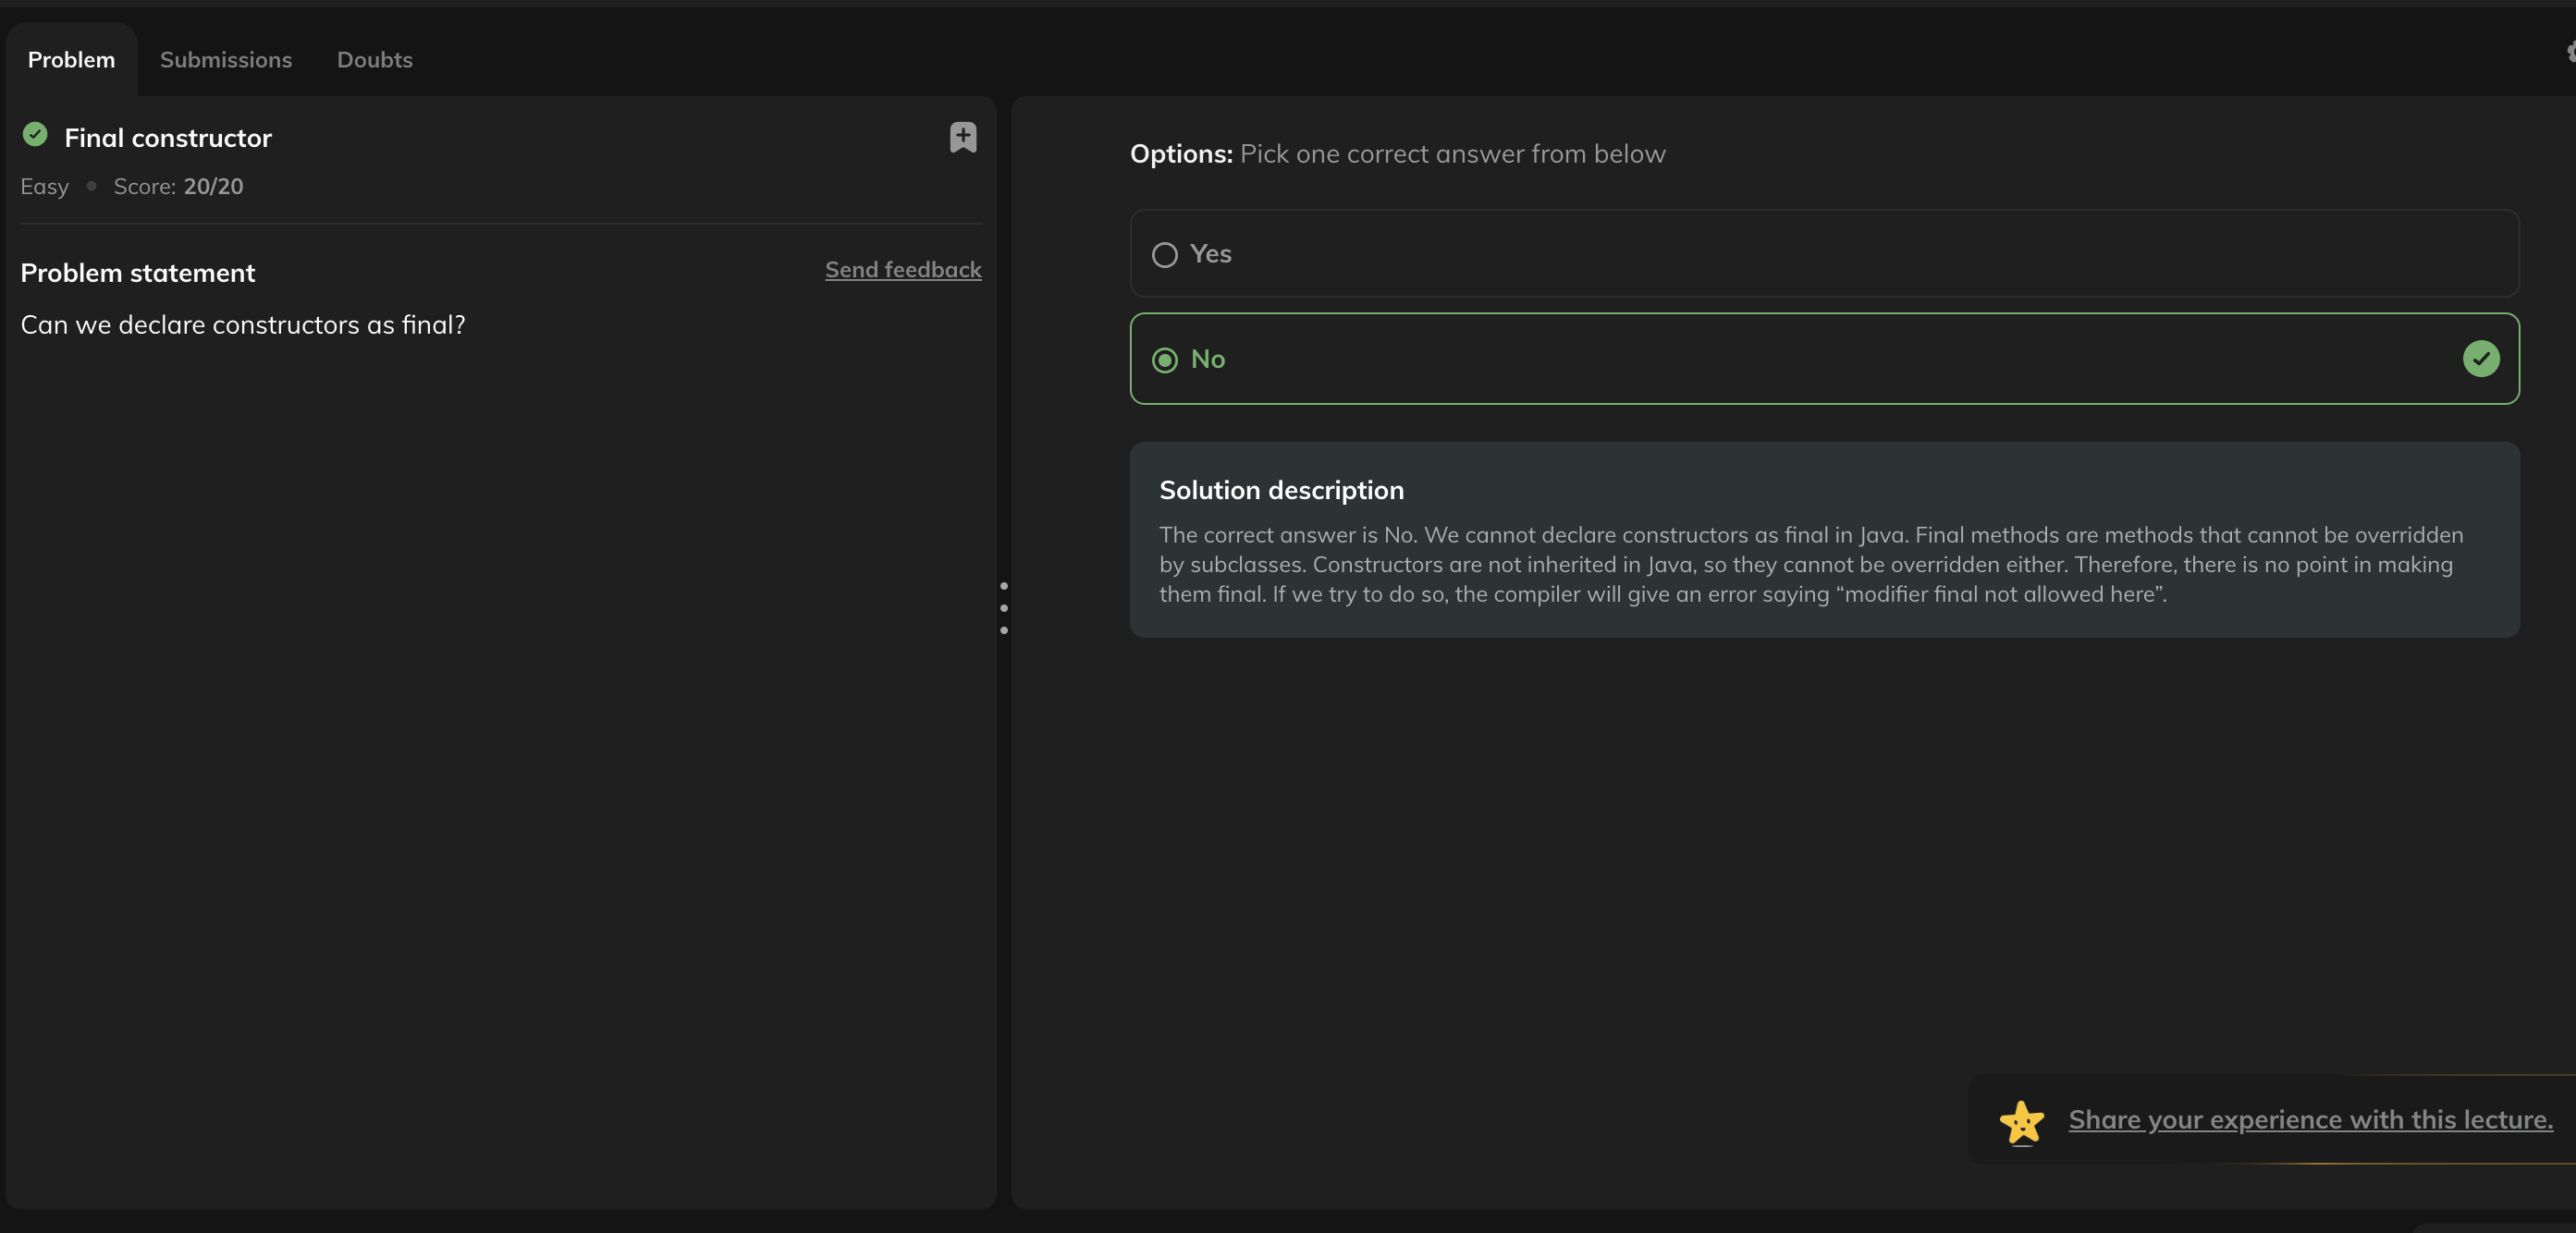 Problem
Submissions
Doubts
Final constructor
Easy • Score: 20/20
Problem statement
Send feedback
Can we declare constructors as final?
Options: Pick one correct answer from below
Yes
No
Solution description
The correct answer is No. We cannot declare constructors as final in Java. Final methods are methods that cannot be overridden
by subclasses. Constructors are not inherited in Java, so they cannot be overridden either. Therefore, there is no point in making
them final. If we try to do so, the compiler will give an error saying “modifier final not allowed here”.
Share your experience with this lecture.